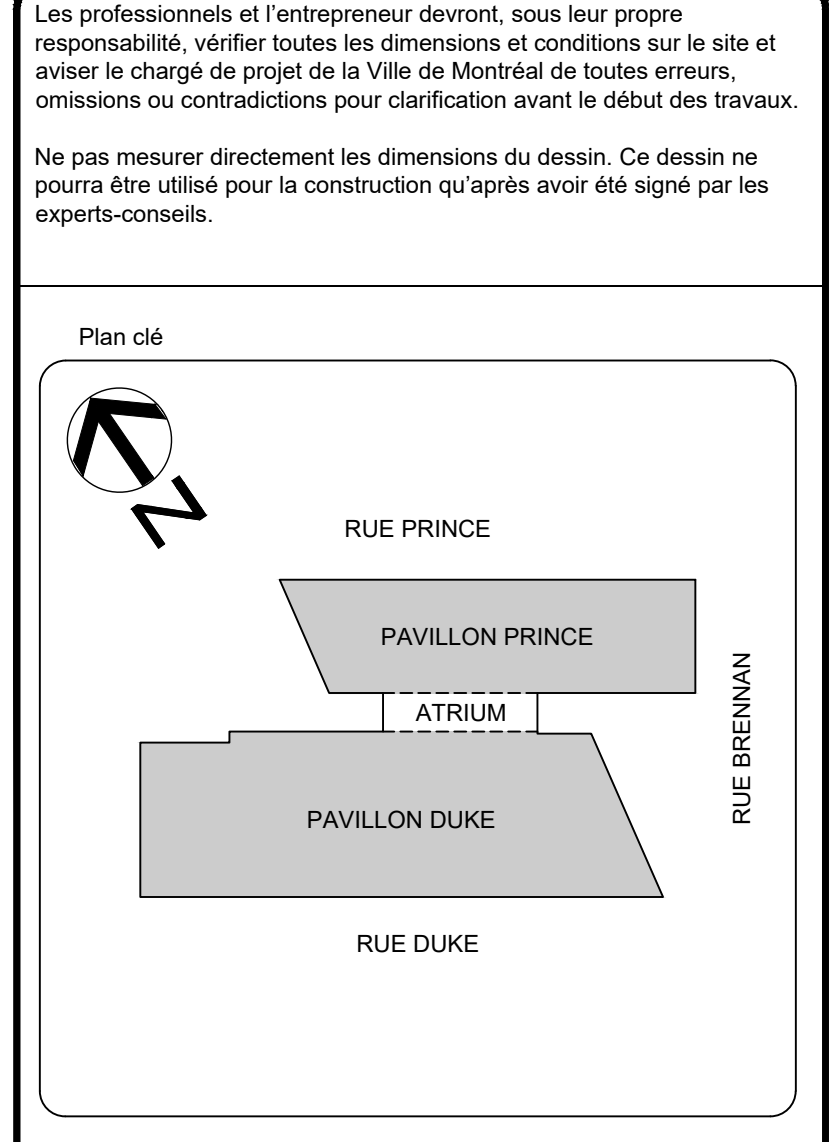 Les professionnels et l'entrepreneur devront, sous leur propre
responsabilité, vérifier toutes les dimensions et conditions sur le site et
aviser le chargé de projet de la Ville de Montréal de toutes erreurs,
omissions ou contradictions pour clarification avant le début des travaux.
Ne pas mesurer directement les dimensions du dessin. Ce dessin ne
pourra être utilisé pour la construction qu'après avoir été signé par les
experts-conseils.
Plan clé
N
RUE PRINCE
PAVILLON PRINCE
ATRIUM
RUE BRENNAN
PAVILLON DUKE
RUE DUKE